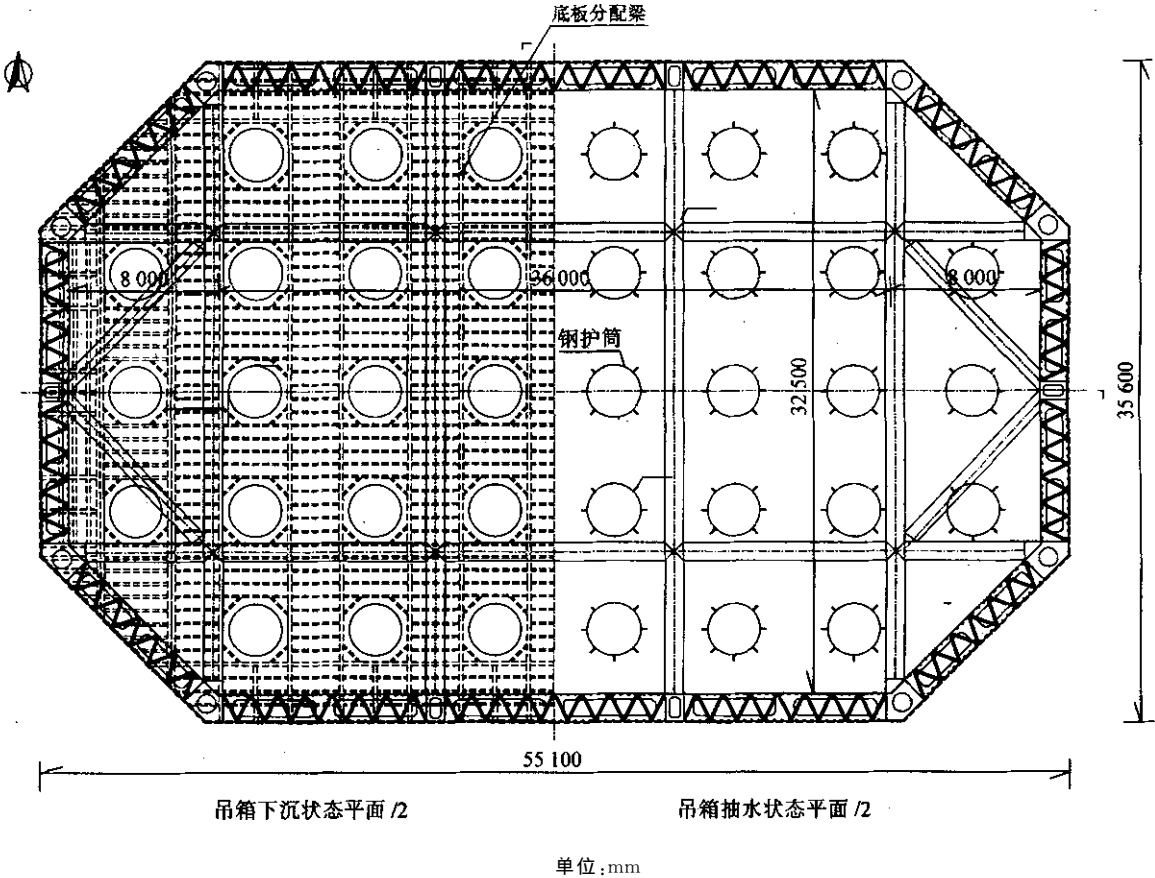 底板分配梁
8 000
36 000
8 000
钢护筒
32 500
35 600
55 100
吊箱下沉状态平面 /2
吊箱抽水状态平面 /2
单位:mm